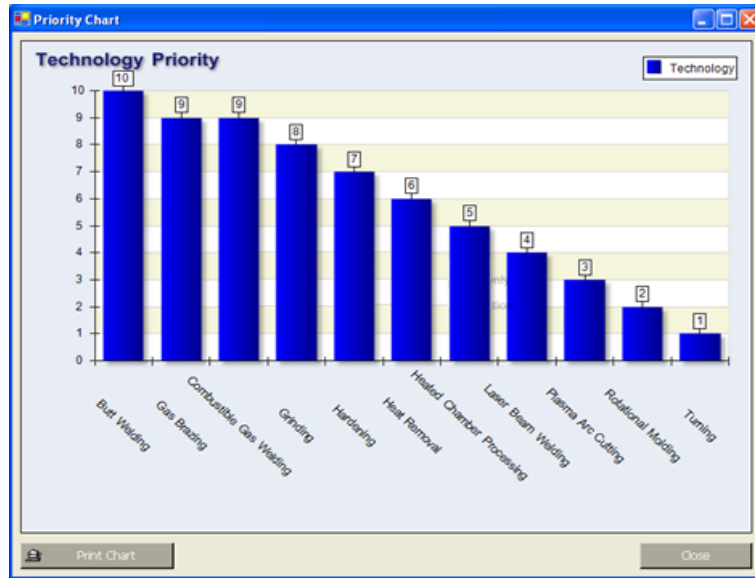 Priority Chart
Technology Priority
Technology
10
9
9
8
7
6
5
4
3
2
1
10
9
8
7
6
5
4
3
2
1
0
Butt Welding
Gas Brazing
Combustible Gas Welding
Grinding
Hardening
Heat Removal
Heated Chamber Processing
Laser Beam Welding
Plasma Arc Cutting
Rotational Molding
Turning
Print Chart
Close